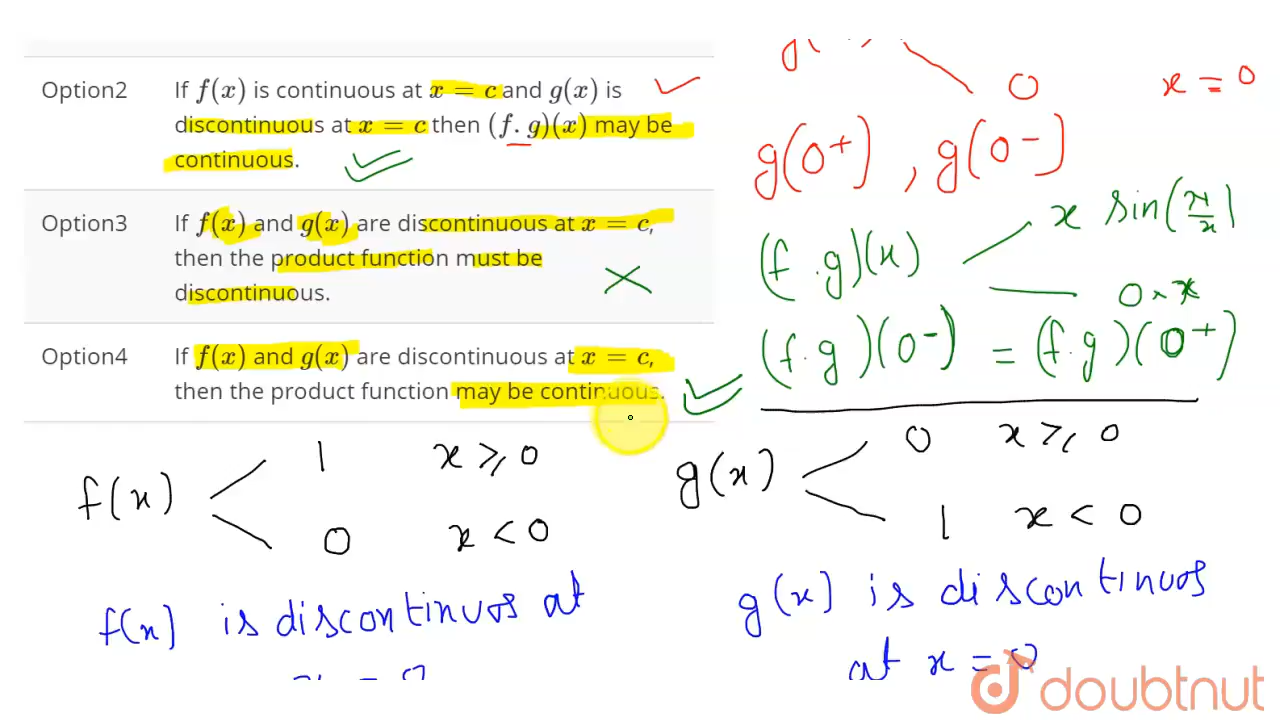 Option2
If f(x) is continuous at x = c and g(x) is
discontinuous at x = c then (f. g)(x) may be
continuous.
Option3
If f(x) and g(x) are discontinuous at x = c,
then the product function must be
discontinuous.
Option4
If f(x) and g(x) are discontinuous at x = c,
then the product function may be continuous.
0 x = 0
g(0+) , g(0-)
(f.g)(x)
x sin(π/x)
0 × x
(f.g)(0-) = (f.g)(0+)
f(x)
1 x ≥ 0
0 x < 0
g(x)
0 x ≥ 0
1 x < 0
f(x) is discontinuos at
g(x) is discontinuos
at x = 0
doubtnut